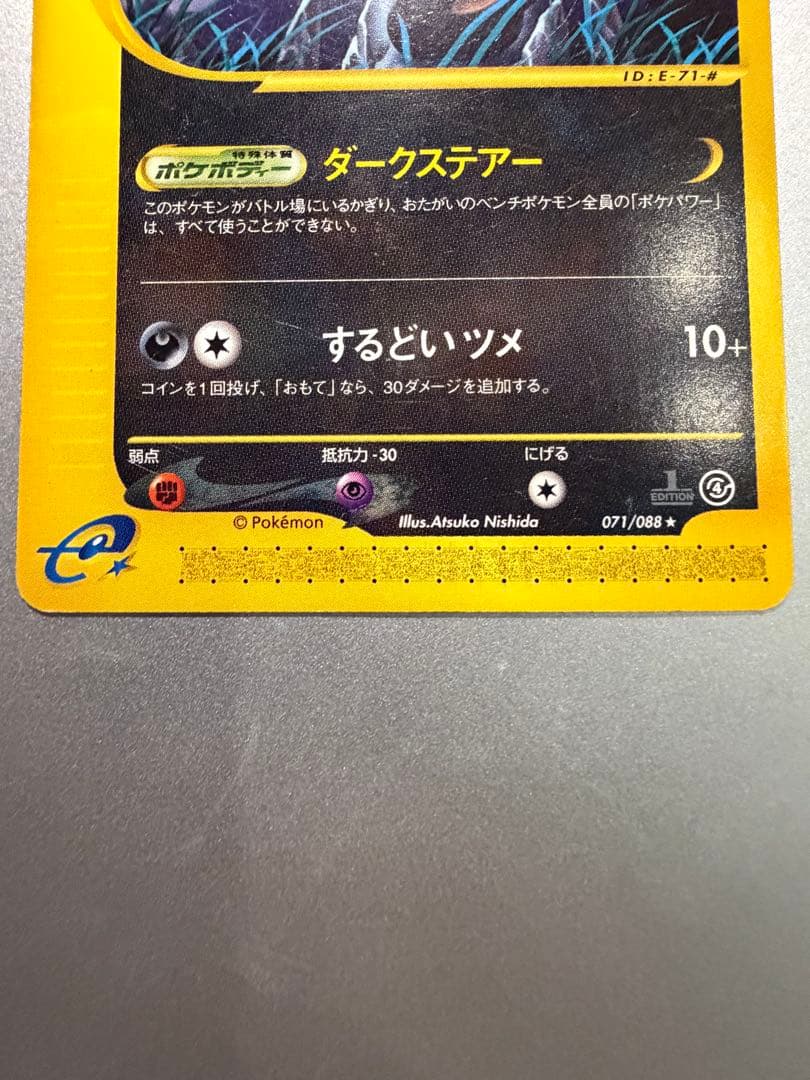 ID : E-71-#
特殊体質
ポケボディー ダークステアー
このポケモンがバトル場にいるかぎり、おたがいのベンチポケモン全員の「ポケパワー」
は、すべて使うことができない。
するどいツメ 10+
コインを1回投げ、「おもて」なら、30ダメージを追加する。
弱点 抵抗力 -30 にげる
1
EDITION
4
© Pokémon Illus.Atsuko Nishida 071/088 ★
e